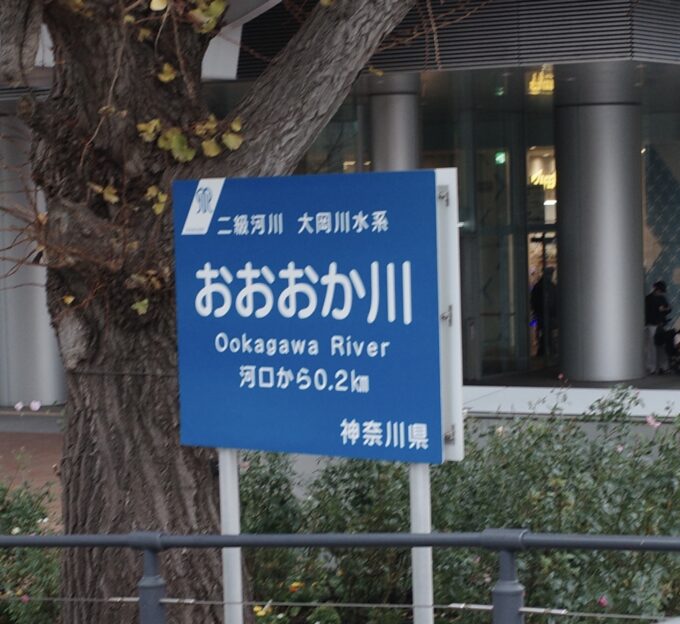 二級河川 大岡川水系
おおおか川
Ookagawa River
河口から0.2㎞
神奈川県